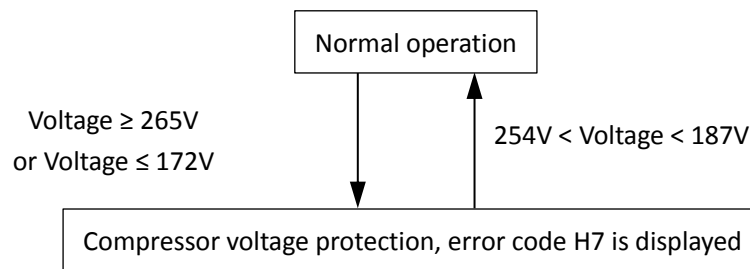 Normal operation
Voltage ≥ 265V
or Voltage ≤ 172V
254V < Voltage < 187V
Compressor voltage protection, error code H7 is displayed